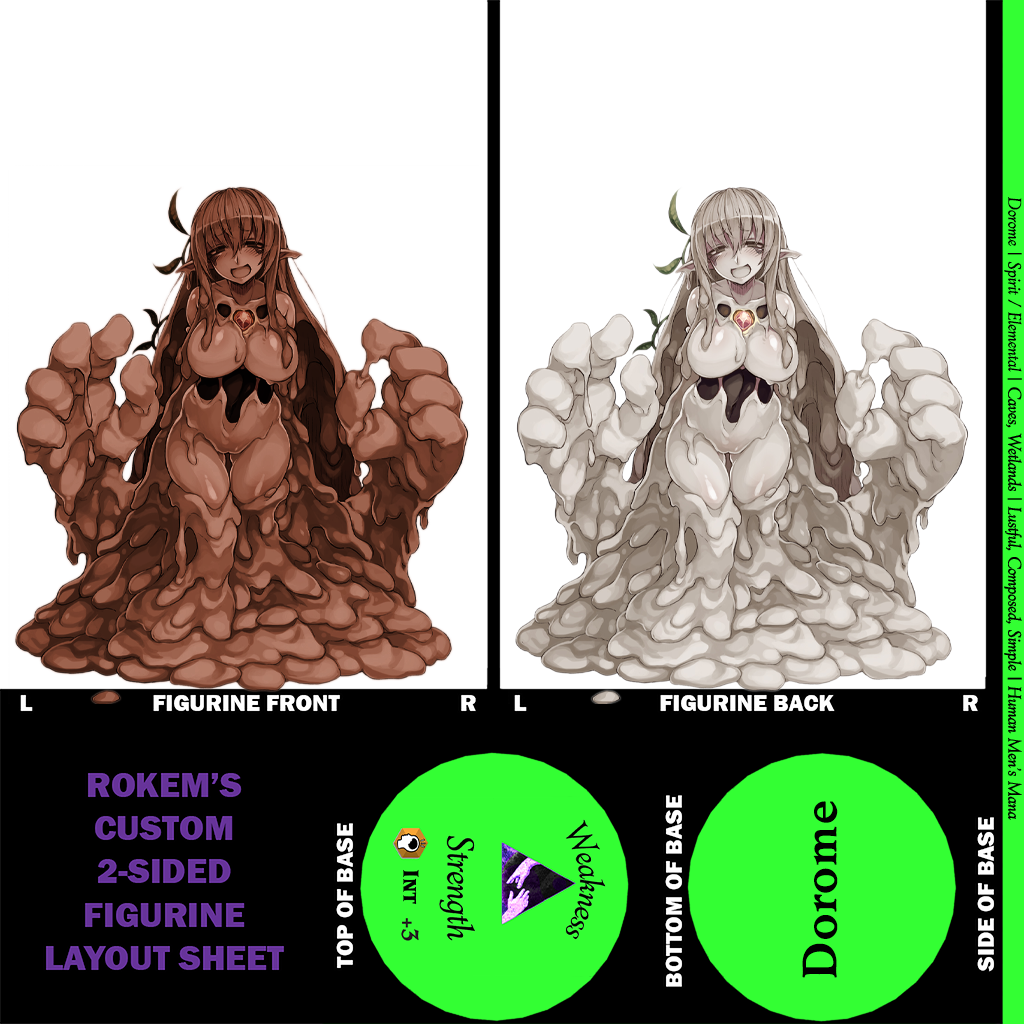 Dorome | Spirit / Elemental | Caves, Wetlands | Lustful, Composed, Simple | Human Men's Mana
L FIGURINE FRONT R
L FIGURINE BACK R
ROKEM'S
CUSTOM
2-SIDED
FIGURINE
LAYOUT SHEET
TOP OF BASE
Weakness
Strength
INT +3
BOTTOM OF BASE
Dorome
SIDE OF BASE